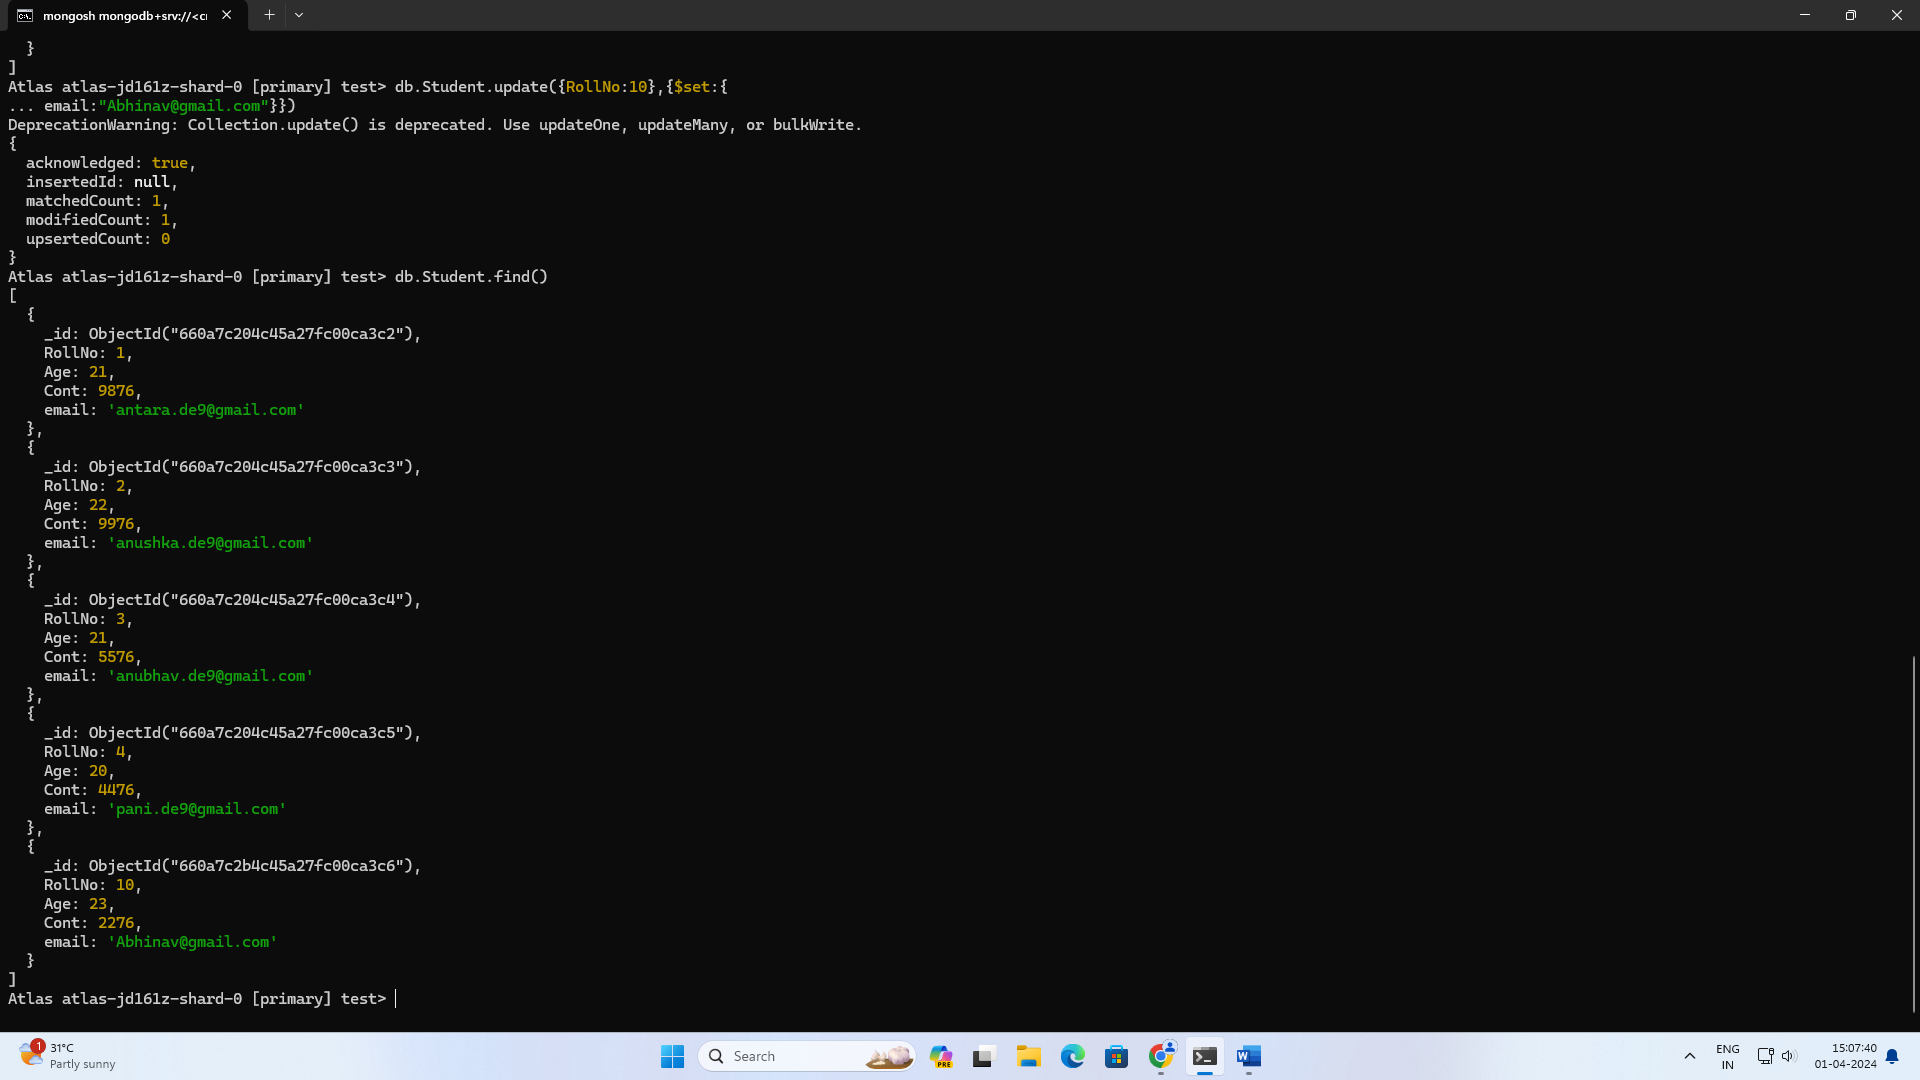 mongosh mongodb+srv://<cr
  }
]
Atlas atlas-jd161z-shard-0 [primary] test> db.Student.update({RollNo:10},{$set:{
... email:"Abhinav@gmail.com"}})
DeprecationWarning: Collection.update() is deprecated. Use updateOne, updateMany, or bulkWrite.
{
  acknowledged: true,
  insertedId: null,
  matchedCount: 1,
  modifiedCount: 1,
  upsertedCount: 0
}
Atlas atlas-jd161z-shard-0 [primary] test> db.Student.find()
[
  {
    _id: ObjectId("660a7c204c45a27fc00ca3c2"),
    RollNo: 1,
    Age: 21,
    Cont: 9876,
    email: 'antara.de9@gmail.com'
  },
  {
    _id: ObjectId("660a7c204c45a27fc00ca3c3"),
    RollNo: 2,
    Age: 22,
    Cont: 9976,
    email: 'anushka.de9@gmail.com'
  },
  {
    _id: ObjectId("660a7c204c45a27fc00ca3c4"),
    RollNo: 3,
    Age: 21,
    Cont: 5576,
    email: 'anubhav.de9@gmail.com'
  },
  {
    _id: ObjectId("660a7c204c45a27fc00ca3c5"),
    RollNo: 4,
    Age: 20,
    Cont: 4476,
    email: 'pani.de9@gmail.com'
  },
  {
    _id: ObjectId("660a7c2b4c45a27fc00ca3c6"),
    RollNo: 10,
    Age: 23,
    Cont: 2276,
    email: 'Abhinav@gmail.com'
  }
]
Atlas atlas-jd161z-shard-0 [primary] test>
1
31°C
Partly sunny
Search
PRE
W
ENG
IN
15:07:40
01-04-2024